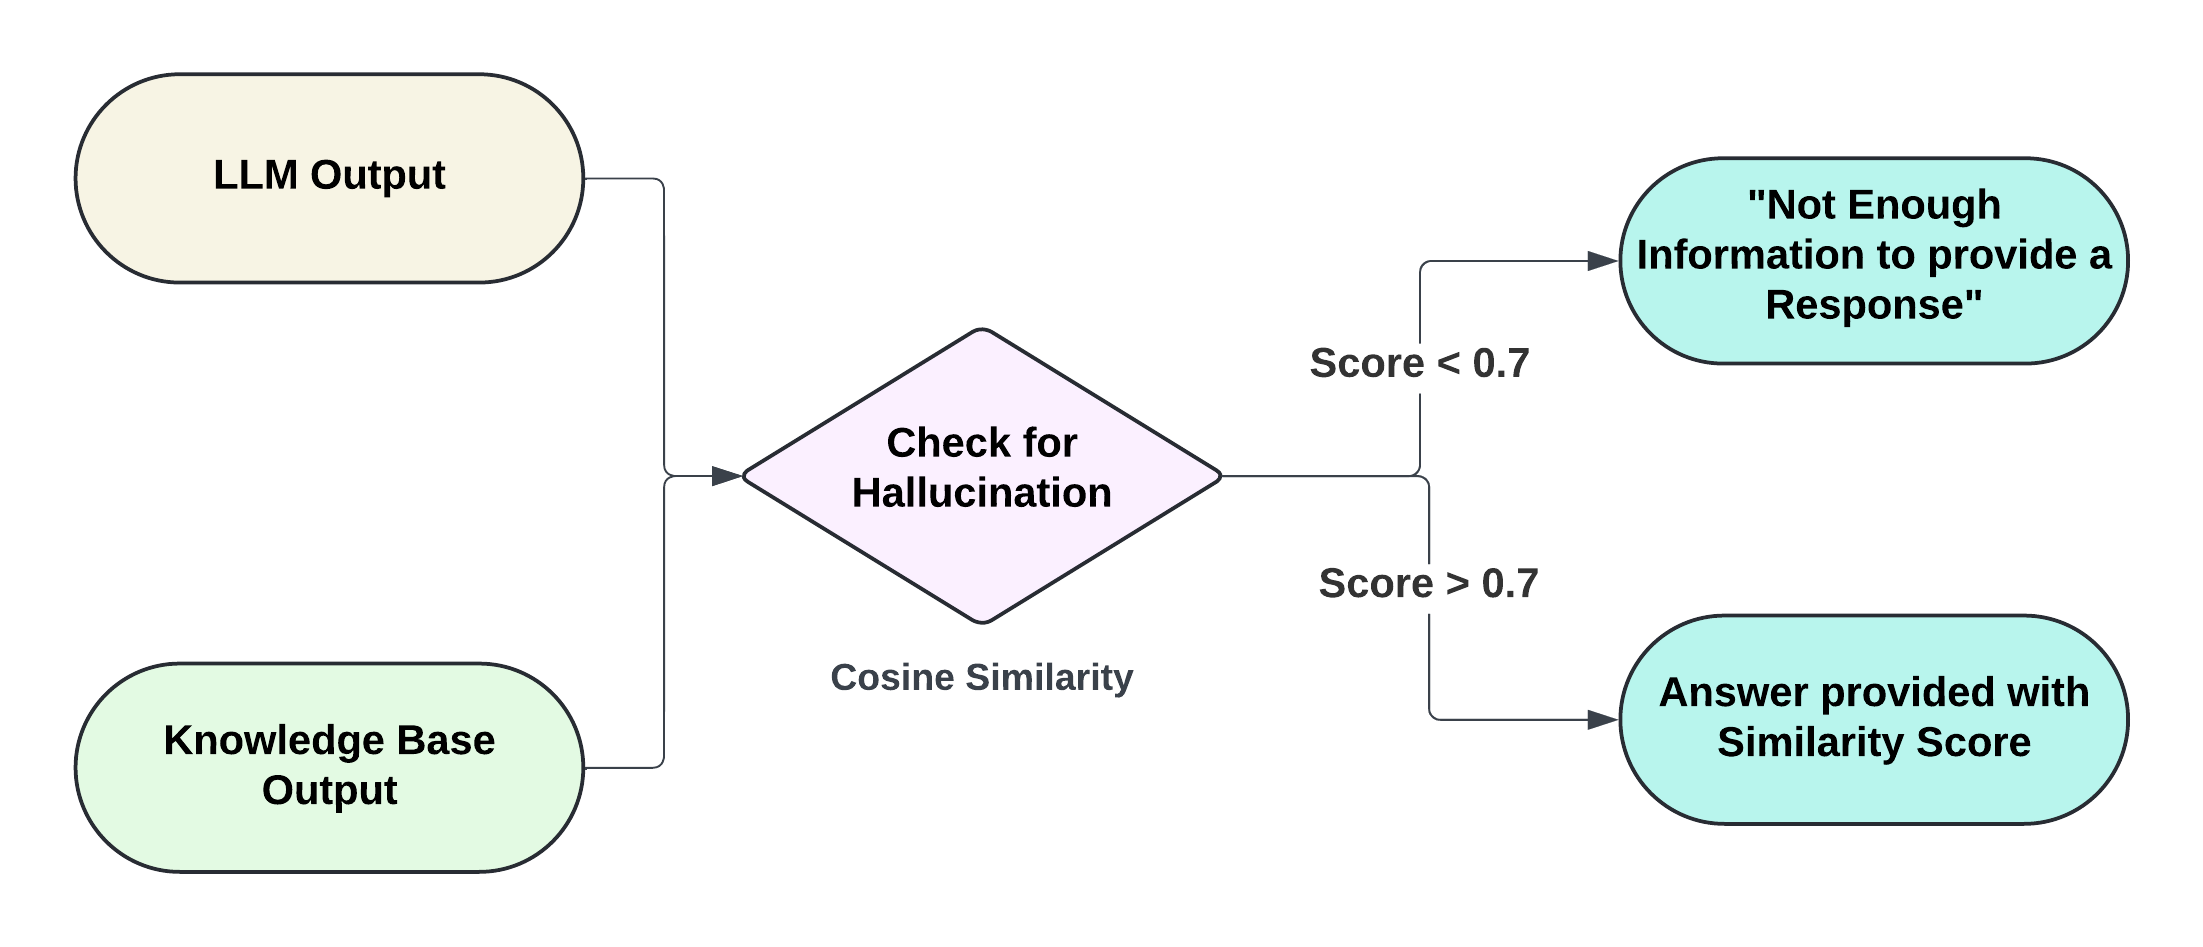 LLM Output
Knowledge Base
Output
Check for
Hallucination
Cosine Similarity
Score < 0.7
Score > 0.7
"Not Enough
Information to provide a
Response"
Answer provided with
Similarity Score